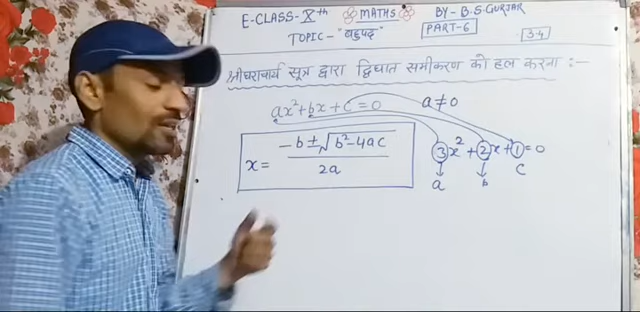 E-CLASS-Xth MATHS BY- B.S.GURJAR
TOPIC- "बहुपद" PART-6 3.4
श्रीधराचार्य सूत्र द्वारा द्विघात समीकरण को हल करना :-
ax²+bx+c=0 a≠0
x= -b±√b²-4ac / 2a
3x²+2x+1=0
a b c